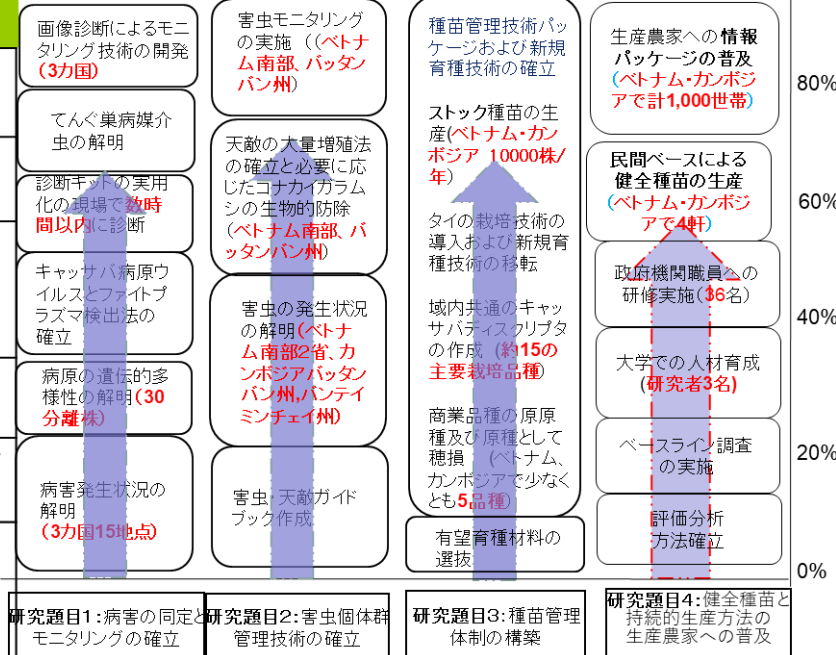 画像診断によるモニ
タリング技術の開発
(3カ国)
てんぐ巣病媒介
虫の解明
診断キットの実用
化の現場で数時
間以内に診断
キャッサバ病原ウ
イルスとファイトプ
ラズマ検出法の
確立
病原の遺伝的多
様性の解明(30
分離株)
病害発生状況の
解明
(3カ国15地点)
研究題目1:病害の同定と
モニタリングの確立
害虫モニタリング
の実施 ((ベトナ
ム南部、バッタン
バン州)
天敵の大量増殖法
の確立と必要に応
じたコナカイガラム
シの生物的防除
(ベトナム南部、バ
ッタンバン州)
害虫の発生状況
の解明(ベトナ
ム南部2省、カ
ンボジアバッタン
バン州,バンテイ
ミンチェイ州)
害虫・天敵ガイド
ブック作成
研究題目2:害虫個体群
管理技術の確立
種苗管理技術パッ
ケージおよび新規
育種技術の確立
ストック種苗の生
産(ベトナム・カン
ボジア 10000株/
年)
タイの栽培技術の
導入および新規育
種技術の移転
域内共通のキャッ
サバディスクリプタ
の作成 (約15の
主要栽培品種)
商業品種の原原
種及び原種として
穂損 (ベトナム、
カンボジアで少なく
とも5品種)
有望育種材料の
選抜
研究題目3:種苗管理
体制の構築
生産農家への情報
パッケージの普及
(ベトナム・カンボジ
アで計1,000世帯)
民間ベースによる
健全種苗の生産
(ベトナム・カンボジ
アで4軒)
政府機関職員への
研修実施(36名)
大学での人材育成
(研究者3名)
ベースライン調査
の実施
評価分析
方法確立
研究題目4:健全種苗と
持続的生産方法の
生産農家への普及
80%
60%
40%
20%
0%